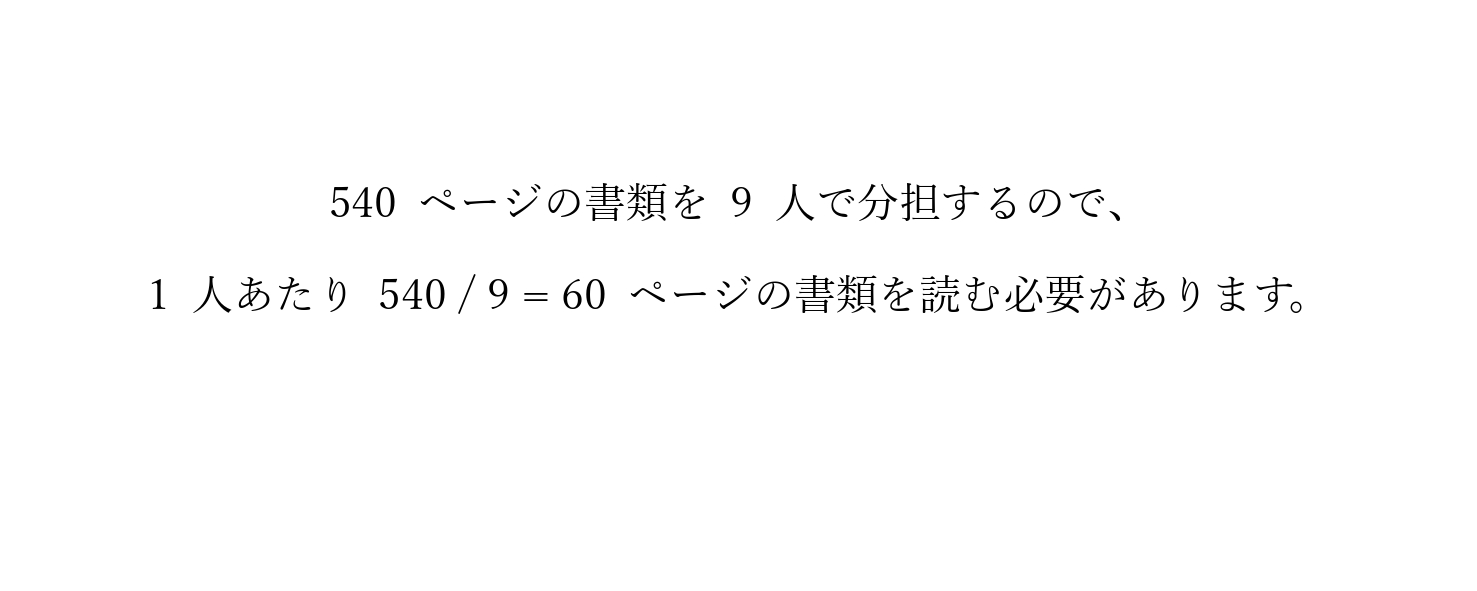 540 ページの書類を 9 人で分担するので、
1 人あたり 540 / 9 = 60 ページの書類を読む必要があります。